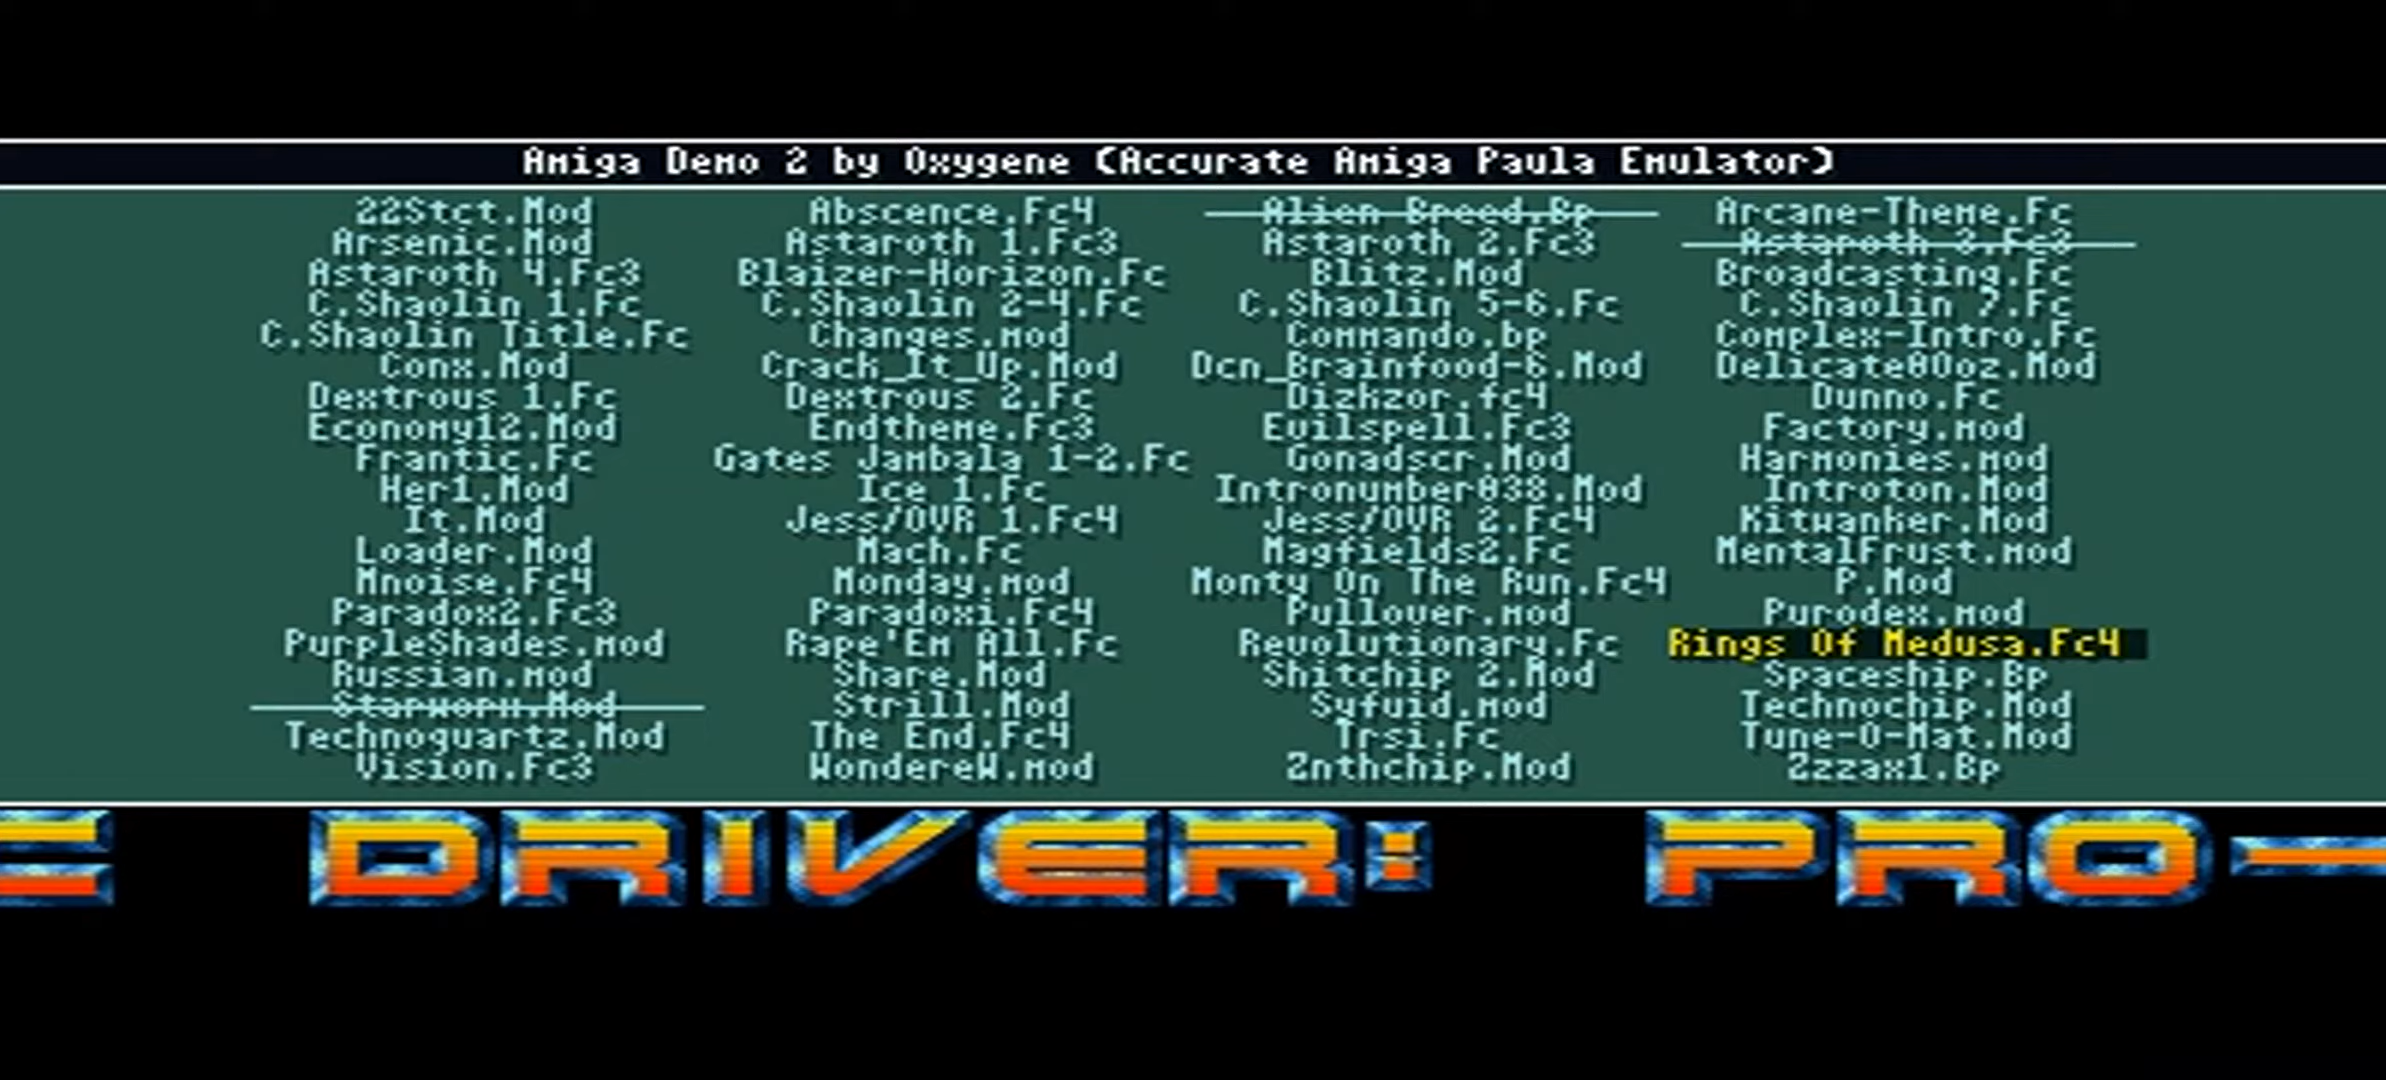 Amiga Demo 2 by Oxygene (Accurate Amiga Paula Emulator)
22Stct.Mod Abscence.Fc4 Alien Breed.Bp Arcane-Theme.Fc
Arsenic.Mod Astaroth 1.Fc3 Astaroth 2.Fc3 Astaroth 3.Fc3
Astaroth 4.Fc3 Blaizer-Horizon.Fc Blitz.Mod Broadcasting.Fc
C.Shaolin 1.Fc C.Shaolin 2-4.Fc C.Shaolin 5-6.Fc C.Shaolin 7.Fc
C.Shaolin Title.Fc Changes.mod Commando.bp Complex-Intro.Fc
Conx.Mod Crack_It_Up.Mod Dcn_Brainfood-6.Mod Delicate00oz.Mod
Dextrous 1.Fc Dextrous 2.Fc Dizkzor.fc4 Dunno.Fc
Economy12.Mod Endtheme.Fc3 Evilspell.Fc3 Factory.mod
Frantic.Fc Gates Jambala 1-2.Fc Gonadscr.Mod Harmonies.mod
Her1.Mod Ice 1.Fc Intronumber038.Mod Introton.Mod
It.Mod Jess/OVR 1.Fc4 Jess/OVR 2.Fc4 Kitwanker.Mod
Loader.Mod Mach.Fc Magfields2.Fc MentalFrust.mod
Mnoise.Fc4 Monday.mod Monty On The Run.Fc4 P.Mod
Paradox2.Fc3 Paradoxi.Fc4 Pullover.mod Purodex.mod
PurpleShades.mod Rape'Em All.Fc Revolutionary.Fc Rings Of Medusa.Fc4
Russian.mod Share.Mod Shitchip 2.Mod Spaceship.Bp
Starworm.Mod Strill.Mod Syfuid.mod Technochip.Mod
Technoquartz.Mod The End.Fc4 Trsi.Fc Tune-O-Mat.Mod
Vision.Fc3 WondereW.mod Znthchip.Mod Zzzax1.Bp
E DRIVER: PRO-